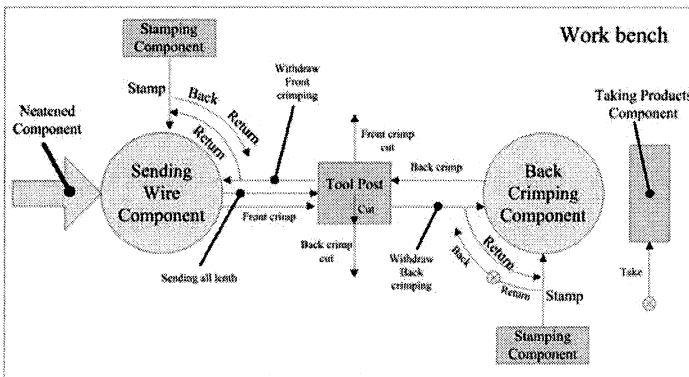 Work bench
Stamping
Component
Stamp
Back
Return
Return
Withdraw
Front
crimping
Neatened
Component
Taking Products
Component
Front crimp
cut
Sending
Wire
Component
Tool Post
Cut
Back crimp
Back
Crimping
Component
Front crimp
Sending all lenth
Back crimp
cut
Withdraw
Back
crimping
Return
Back
Return
Stamp
Take
Stamping
Component